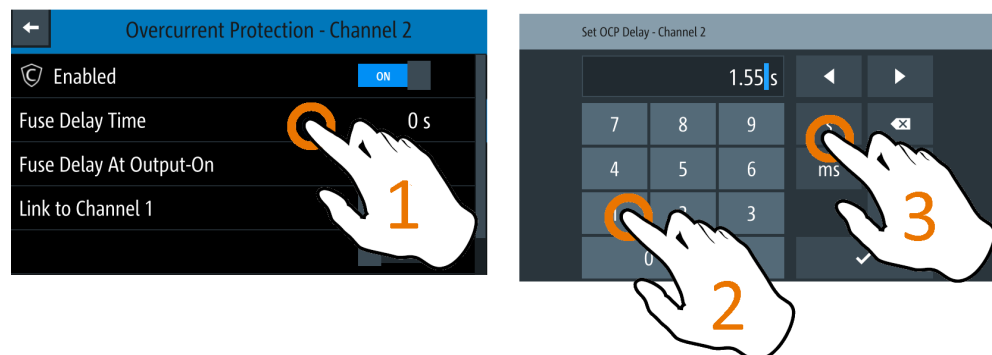 Overcurrent Protection - Channel 2
Enabled
ON
Fuse Delay Time
0 s
Fuse Delay At Output-On
Link to Channel 1
1
Set OCP Delay - Channel 2
1.55 s
7 8 9
4 5 6 ms
3
0
2
3